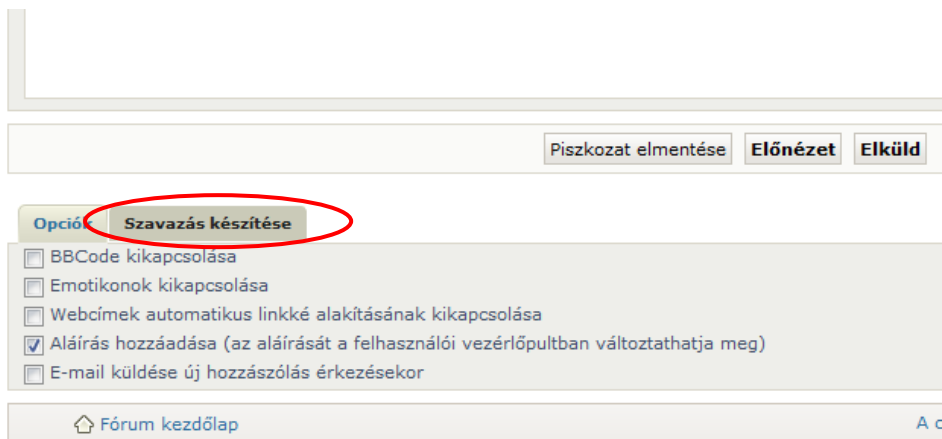 Piszkozat elmentése Előnézet Elküld
Opciók Szavazás készítése
BBCode kikapcsolása
Emotikonok kikapcsolása
Webcímek automatikus linkké alakításának kikapcsolása
Aláírás hozzáadása (az aláírását a felhasználói vezérlőpultban változtathatja meg)
E-mail küldése új hozzászólás érkezésekor
Fórum kezdőlap A